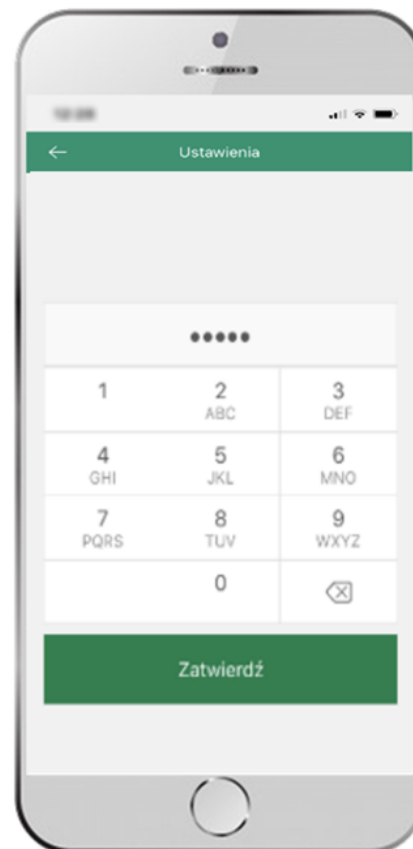 Ustawienia
•••••
1 2 3
ABC DEF
4 5 6
GHI JKL MNO
7 8 9
PQRS TUV WXYZ
0
Zatwierdź